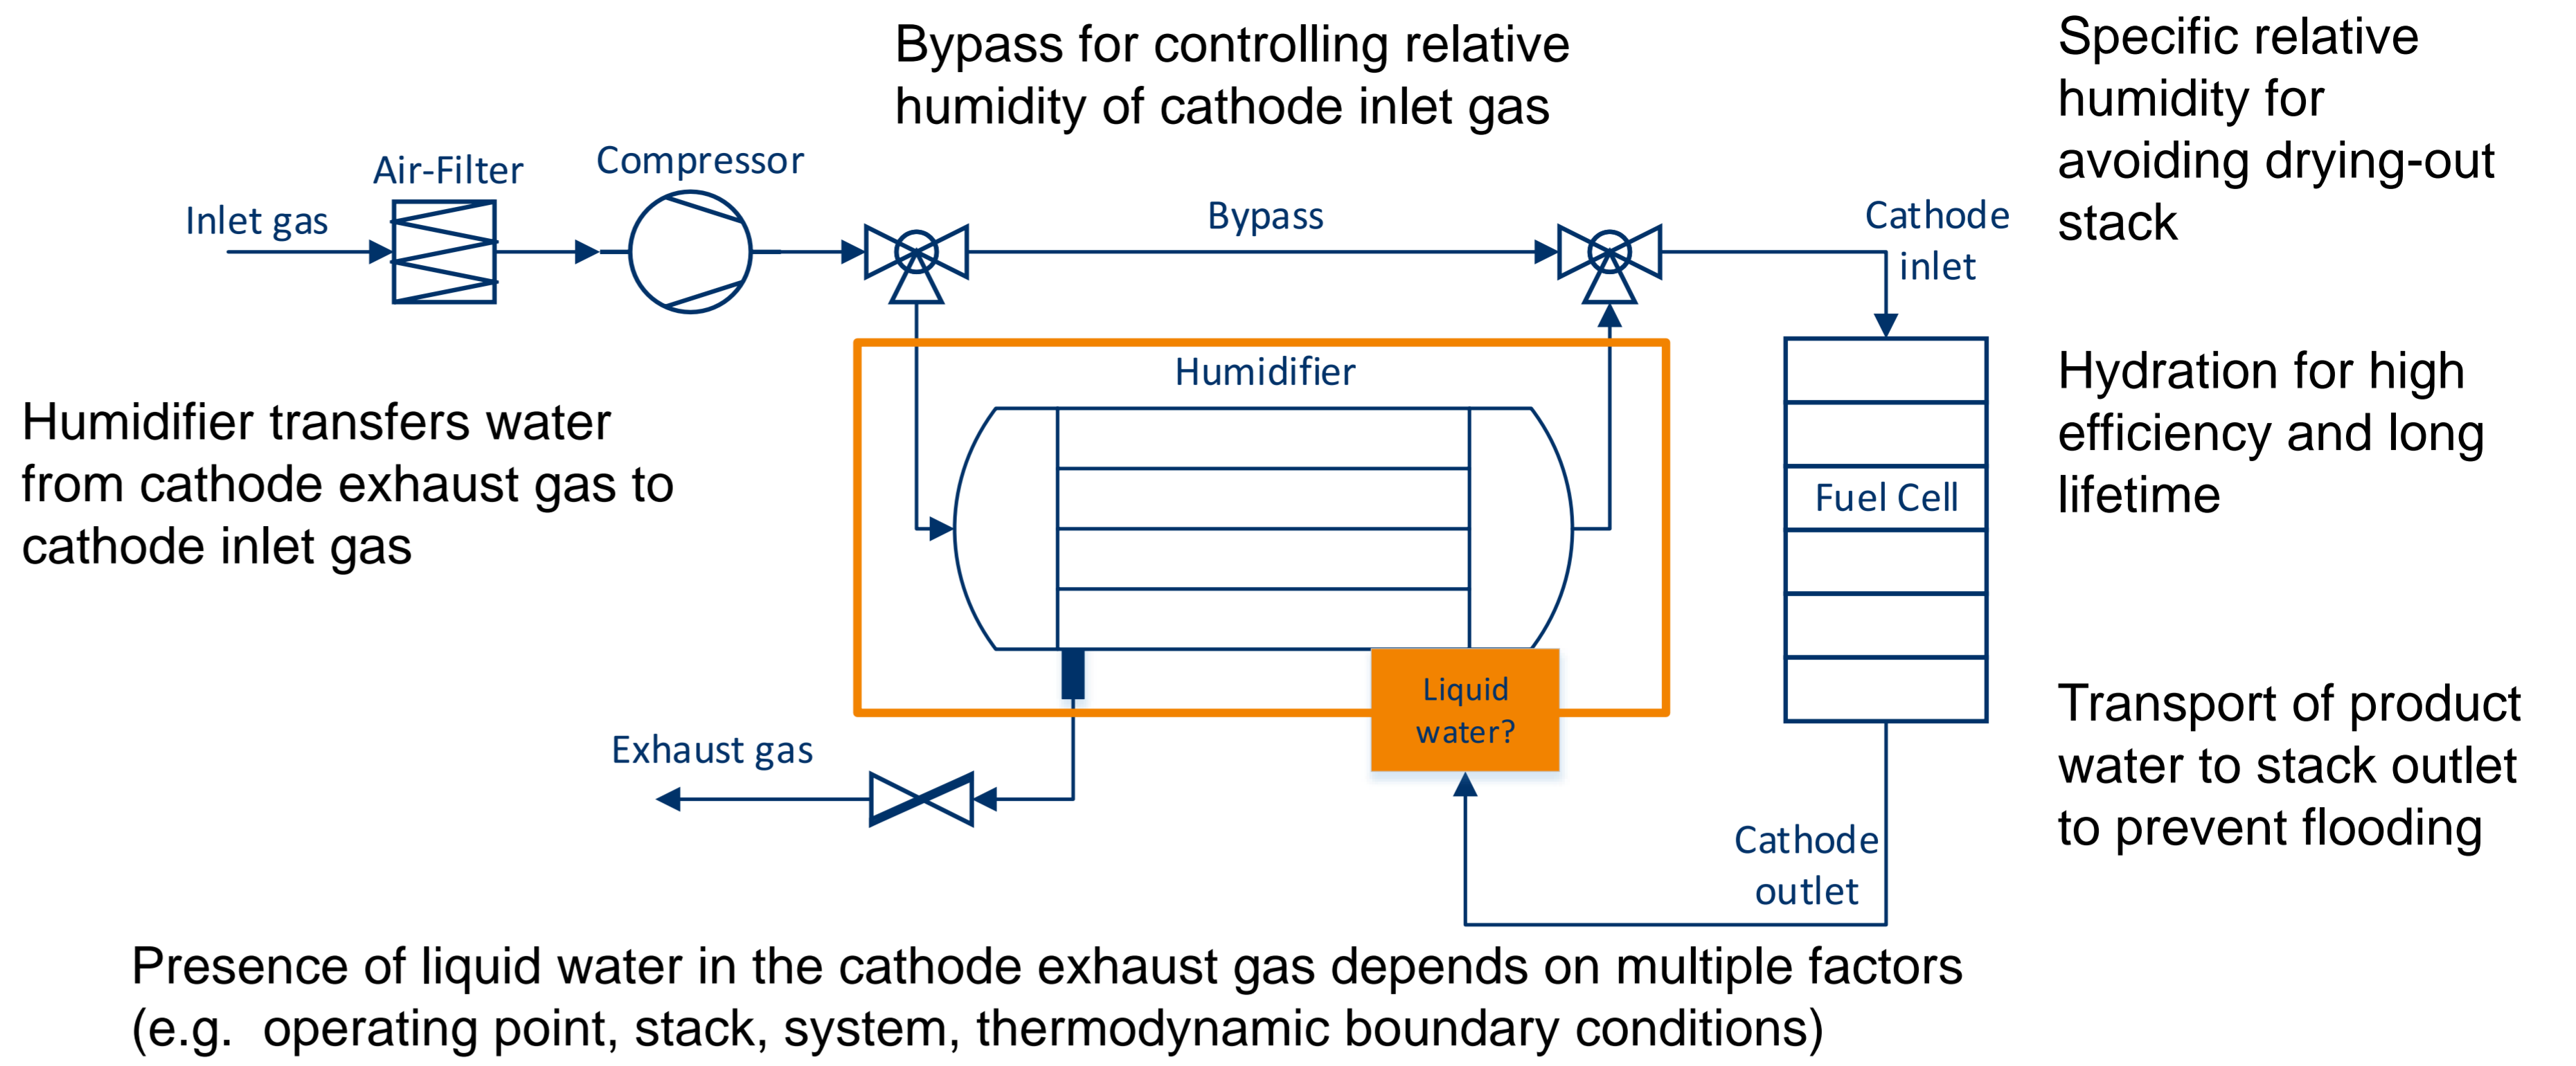 Bypass for controlling relative
humidity of cathode inlet gas
Specific relative
humidity for
avoiding drying-out
stack
Air-Filter
Compressor
Inlet gas
Bypass
Cathode
inlet
Humidifier
Humidifier transfers water
from cathode exhaust gas to
cathode inlet gas
Hydration for high
efficiency and long
lifetime
Fuel Cell
Liquid
water?
Exhaust gas
Transport of product
water to stack outlet
to prevent flooding
Cathode
outlet
Presence of liquid water in the cathode exhaust gas depends on multiple factors
(e.g.  operating point, stack, system, thermodynamic boundary conditions)